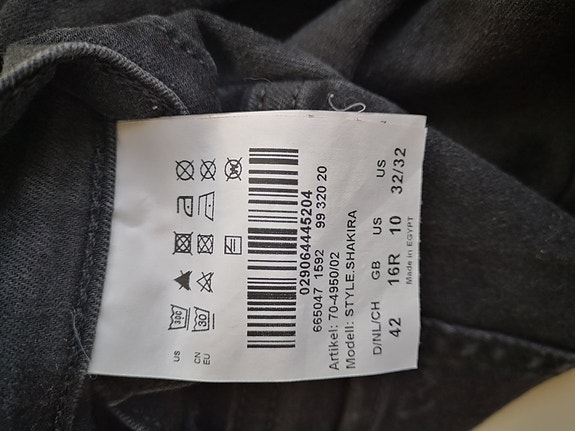 US 30C
CN
EU 30
029064445204
665047 1592 99 320 20
Artikel: 70-4950/02
Modell: STYLE.SHAKIRA
D/NL/CH GB US US
42 16R 10 32/32
Made in EGYPT